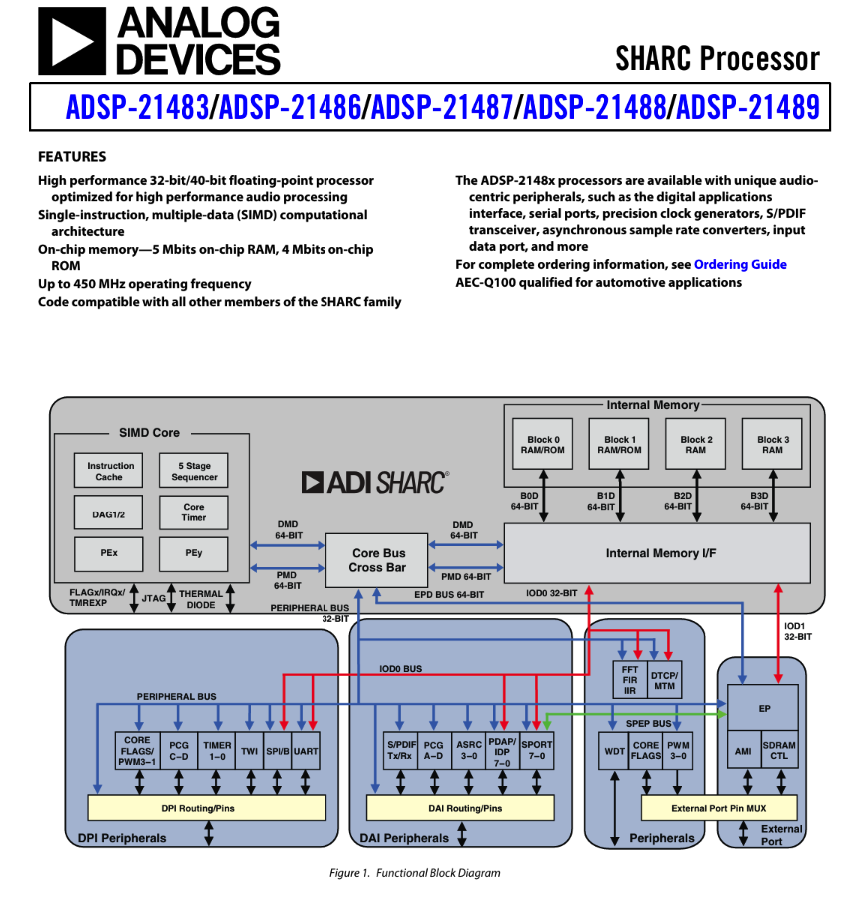 ANALOG
DEVICES
SHARC Processor
ADSP-21483/ADSP-21486/ADSP-21487/ADSP-21488/ADSP-21489
FEATURES
High performance 32-bit/40-bit floating-point processor
optimized for high performance audio processing
Single-instruction, multiple-data (SIMD) computational
architecture
On-chip memory—5 Mbits on-chip RAM, 4 Mbits on-chip
ROM
Up to 450 MHz operating frequency
Code compatible with all other members of the SHARC family
The ADSP-2148x processors are available with unique audio-
centric peripherals, such as the digital applications
interface, serial ports, precision clock generators, S/PDIF
transceiver, asynchronous sample rate converters, input
data port, and more
For complete ordering information, see Ordering Guide
AEC-Q100 qualified for automotive applications
SIMD Core
Instruction
Cache
5 Stage
Sequencer
DAG1/2
Core
Timer
PEx
PEy
ADI SHARC®
Internal Memory
Block 0
RAM/ROM
Block 1
RAM/ROM
Block 2
RAM
Block 3
RAM
B0D
64-BIT
B1D
64-BIT
B2D
64-BIT
B3D
64-BIT
DMD
64-BIT
DMD
64-BIT
Core Bus
Cross Bar
Internal Memory I/F
PMD
64-BIT
PMD 64-BIT
FLAGx/IRQx/
TMREXP
JTAG
THERMAL
DIODE
PERIPHERAL BUS
32-BIT
EPD BUS 64-BIT
IOD0 32-BIT
IOD1
32-BIT
IOD0 BUS
PERIPHERAL BUS
FFT
FIR
IIR
DTCP/
MTM
SPEP BUS
EP
CORE
FLAGS/
PWM3–1
PCG
C–D
TIMER
1–0
TWI
SPI/B
UART
S/PDIF
Tx/Rx
PCG
A–D
ASRC
3–0
PDAP/
IDP
7–0
SPORT
7–0
WDT
CORE
FLAGS
PWM
3–0
AMI
SDRAM
CTL
DPI Routing/Pins
DAI Routing/Pins
External Port Pin MUX
DPI Peripherals
DAI Peripherals
Peripherals
External
Port
Figure 1. Functional Block Diagram